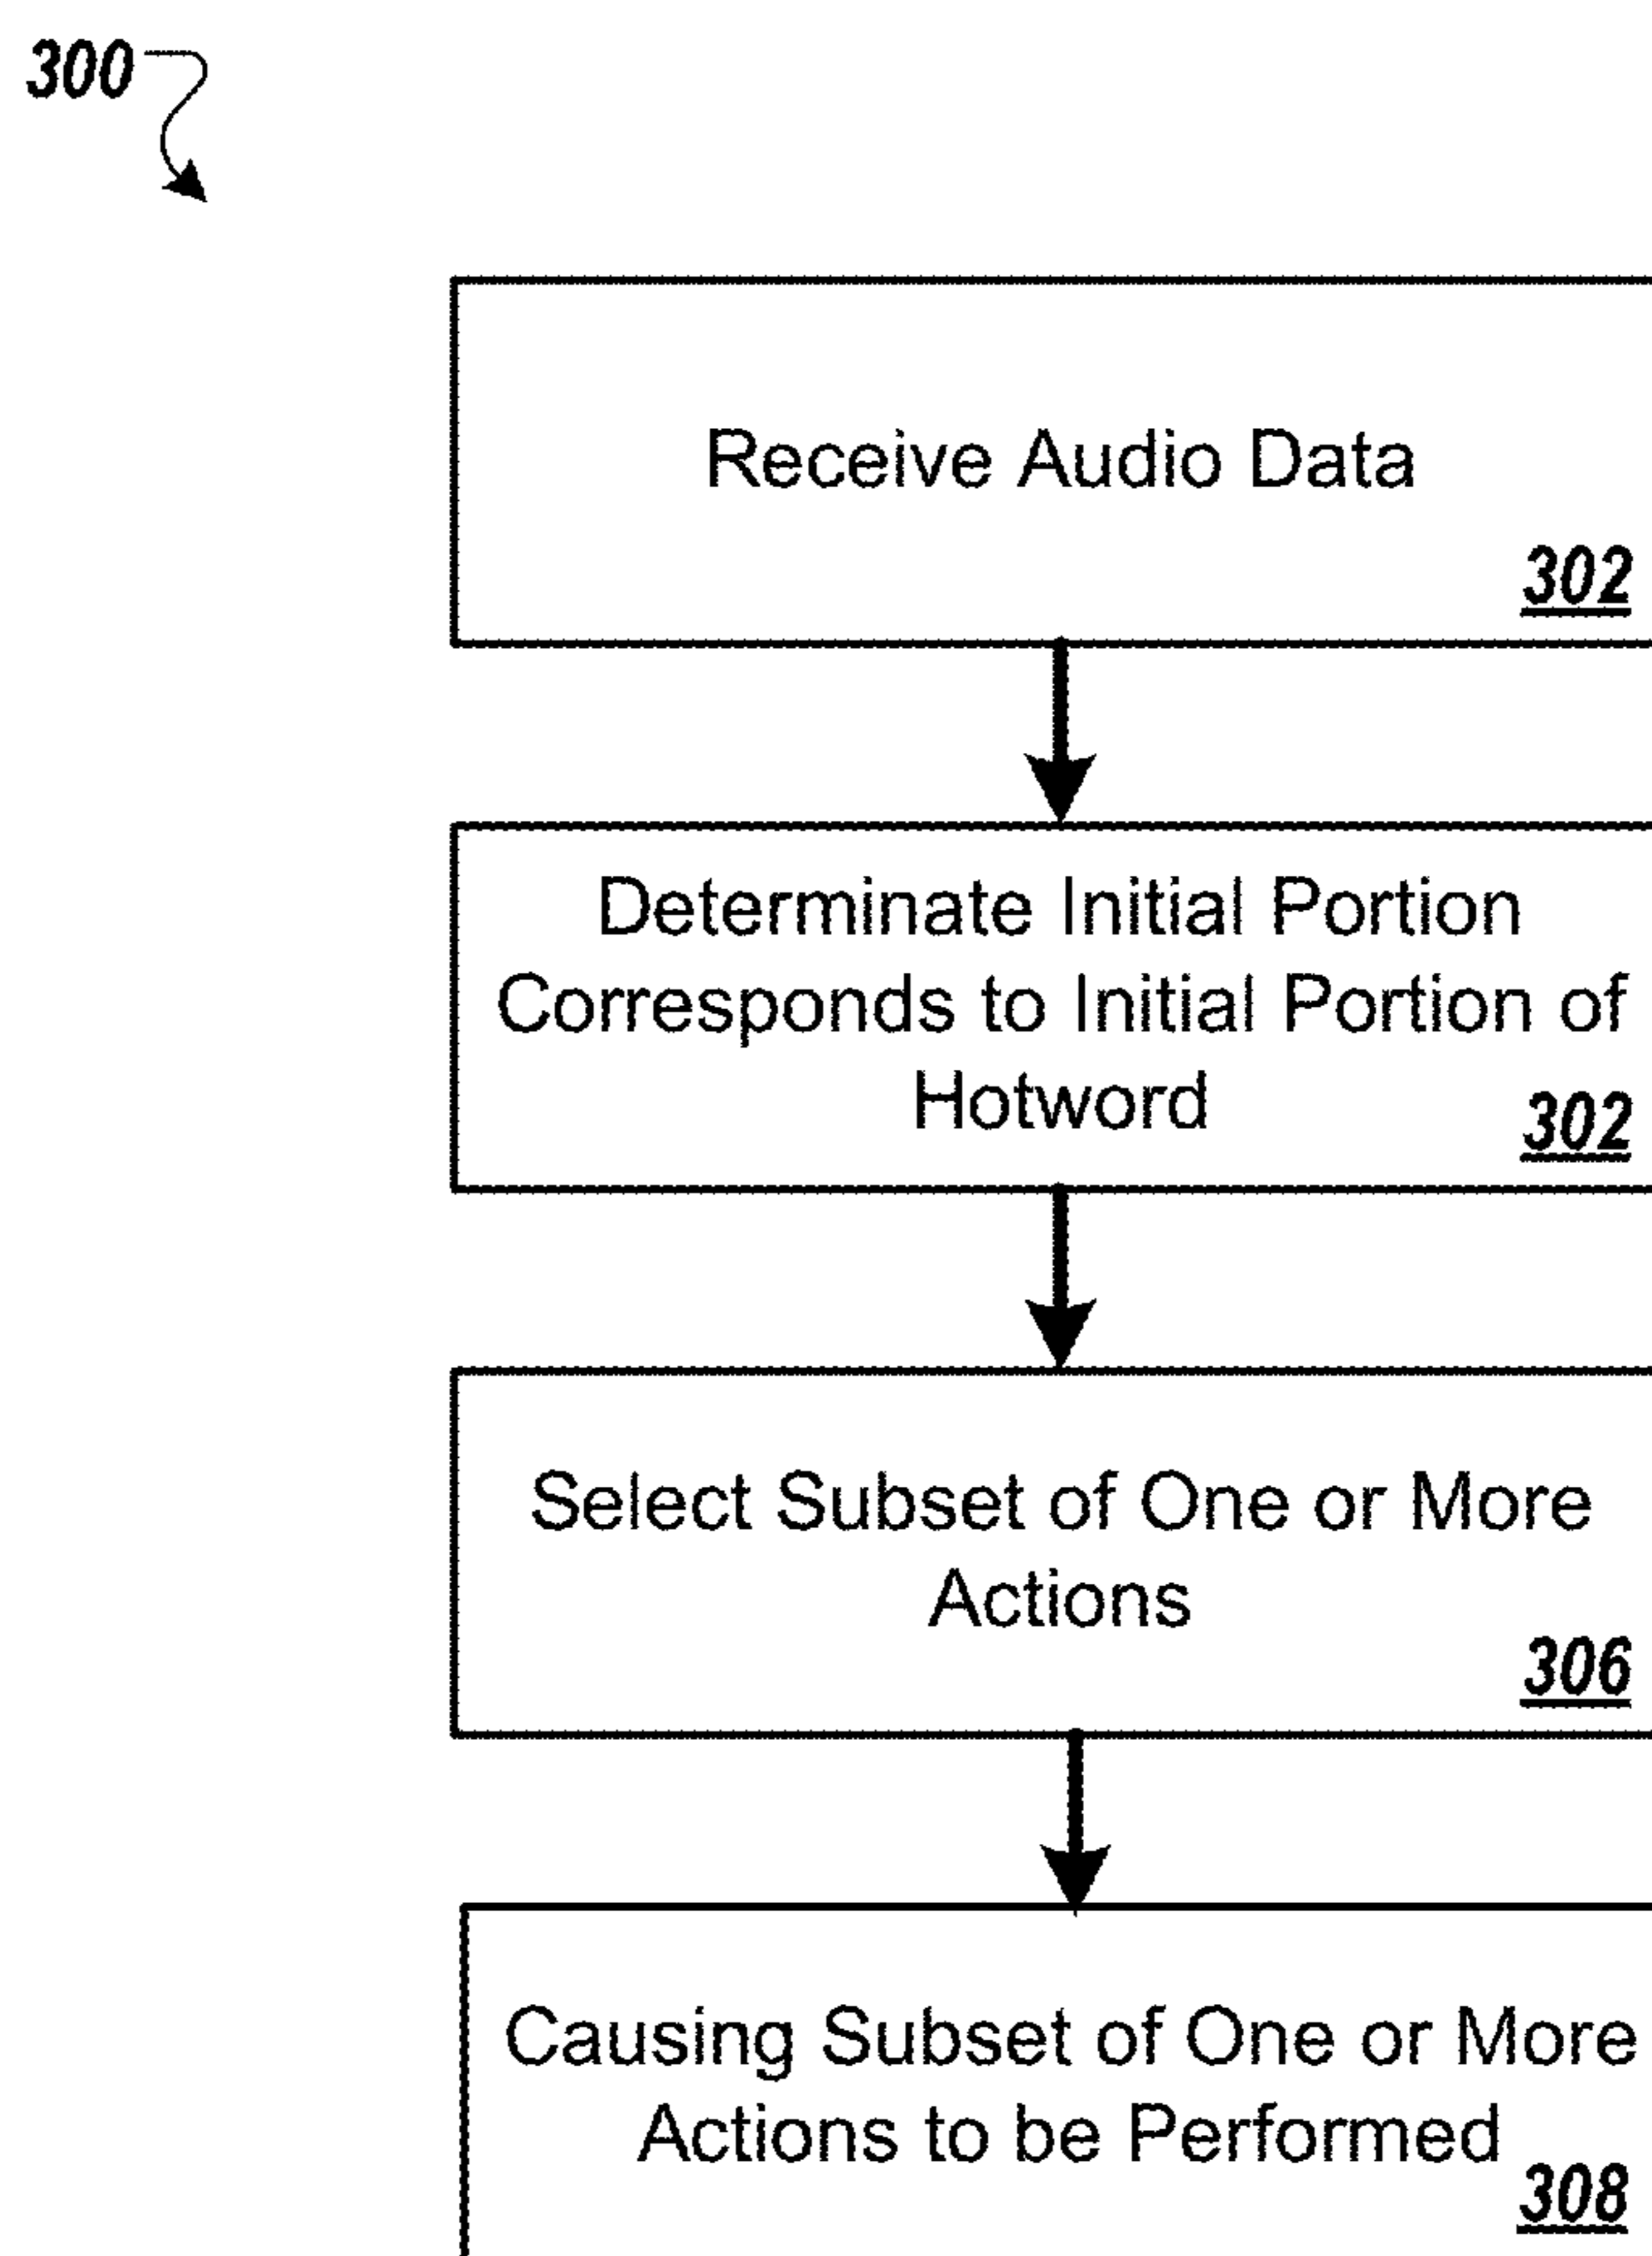 300
Receive Audio Data
302
Determinate Initial Portion
Corresponds to Initial Portion of
Hotword
302
Select Subset of One or More
Actions
306
Causing Subset of One or More
Actions to be Performed
308